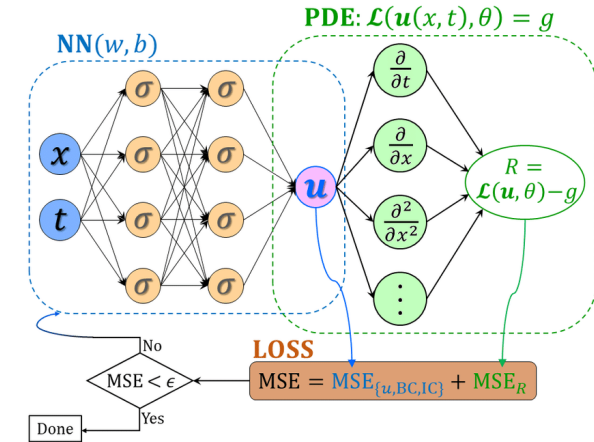 PDE: 𝓛(u(x, t), θ) = g
NN(w, b)
σ σ ∂/∂t
x σ σ ∂/∂x
u
R =
𝓛(u, θ)−g
t σ σ ∂²/∂x²
σ σ ⋮
No
LOSS
MSE < ϵ
MSE = MSE{u,BC,IC} + MSE_R
Yes
Done